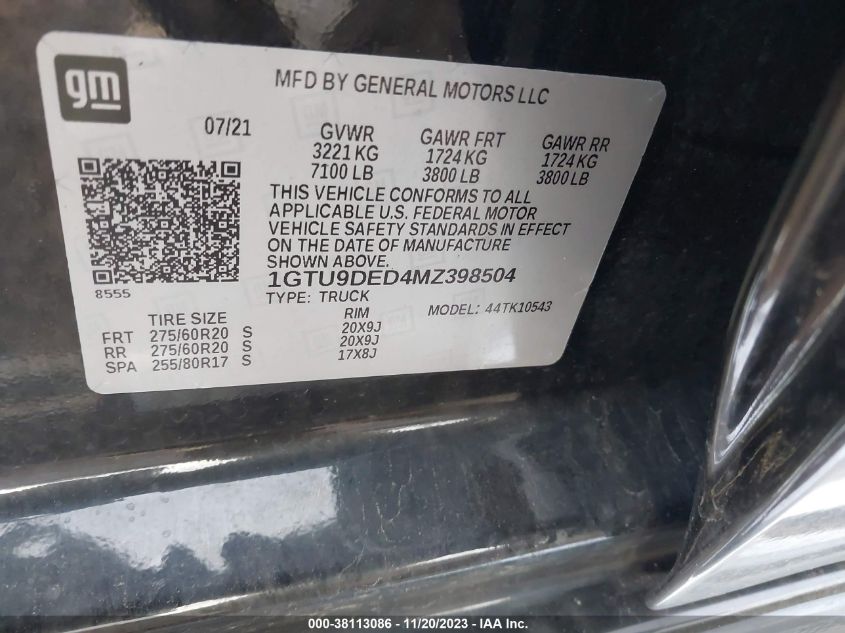 gm
MFD BY GENERAL MOTORS LLC
07/21 GVWR GAWR FRT GAWR RR
3221 KG 1724 KG 1724 KG
7100 LB 3800 LB 3800 LB
THIS VEHICLE CONFORMS TO ALL
APPLICABLE U.S. FEDERAL MOTOR
VEHICLE SAFETY STANDARDS IN EFFECT
ON THE DATE OF MANUFACTURE
SHOWN ABOVE.
8555
1GTU9DED4MZ398504
TYPE: TRUCK MODEL: 44TK10543
TIRE SIZE RIM
FRT 275/60R20 S 20X9J
RR 275/60R20 S 20X9J
SPA 255/80R17 S 17X8J
000-38113086 - 11/20/2023 - IAA Inc.